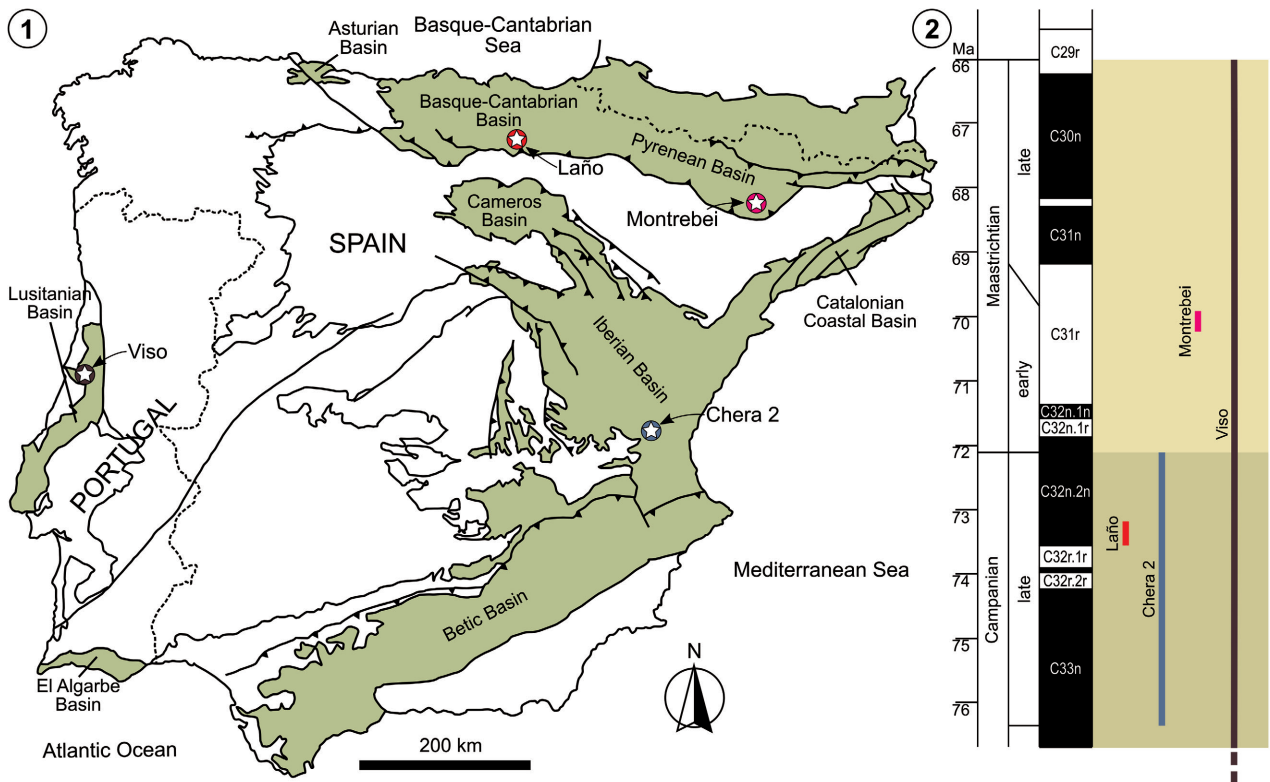 1
Asturian
Basin
Basque-Cantabrian
Sea
Basque-Cantabrian
Basin
Pyrenean Basin
Laño
Montrebei
Cameros
Basin
SPAIN
Catalonian
Coastal Basin
Lusitanian
Basin
Viso
Iberian Basin
Chera 2
PORTUGAL
Mediterranean Sea
Betic Basin
El Algarbe
Basin
N
Atlantic Ocean
200 km
2
Ma
66
67
68
69
70
71
72
73
74
75
76
Maastrichtian
Campanian
late
early
late
C29r
C30n
C31n
C31r
C32n.1n
C32n.1r
C32n.2n
C32r.1r
C32r.2r
C33n
Laño
Chera 2
Montrebei
Viso